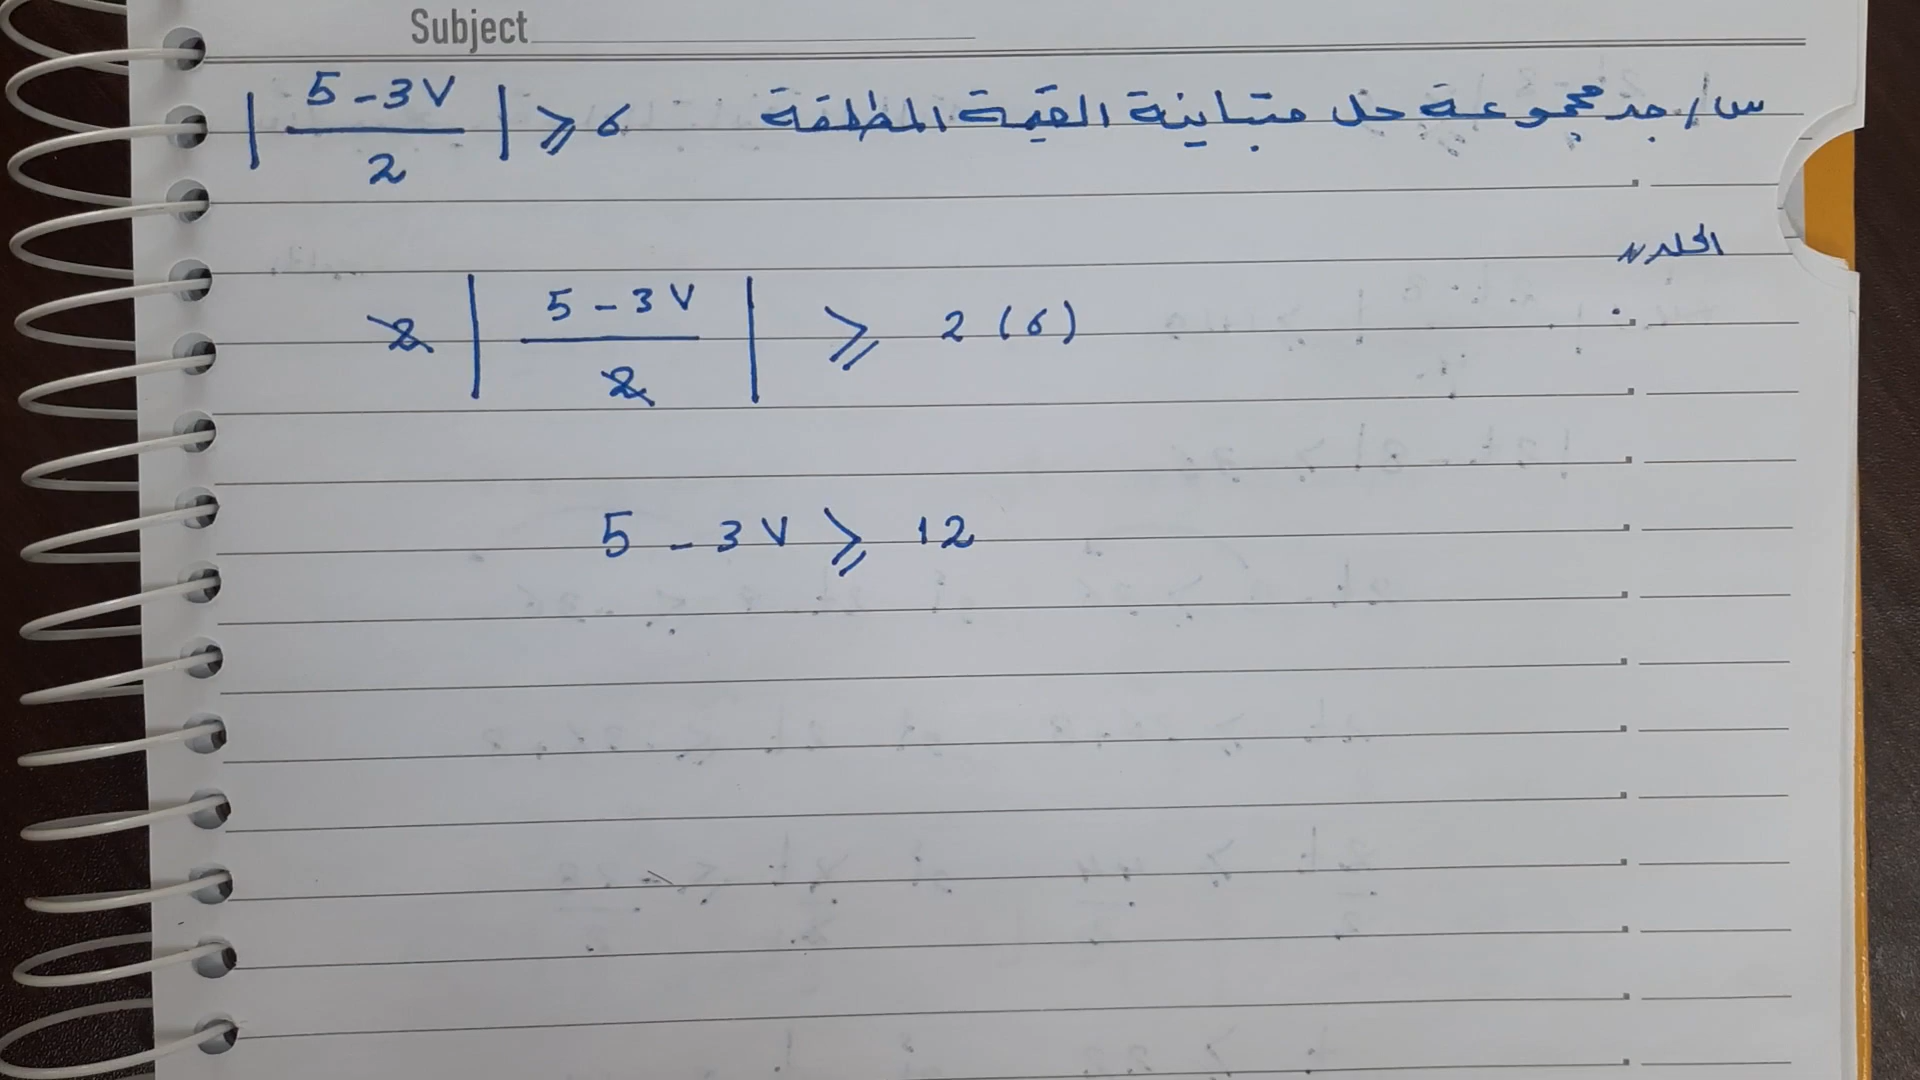 Subject
س/ جد مجموعة حل متباينة القيمة المطلقة | 5 - 3V / 2 | ⩾ 6
الحل //
2 | 5 - 3V / 2 | ⩾ 2 (6)
5 - 3V ⩾ 12